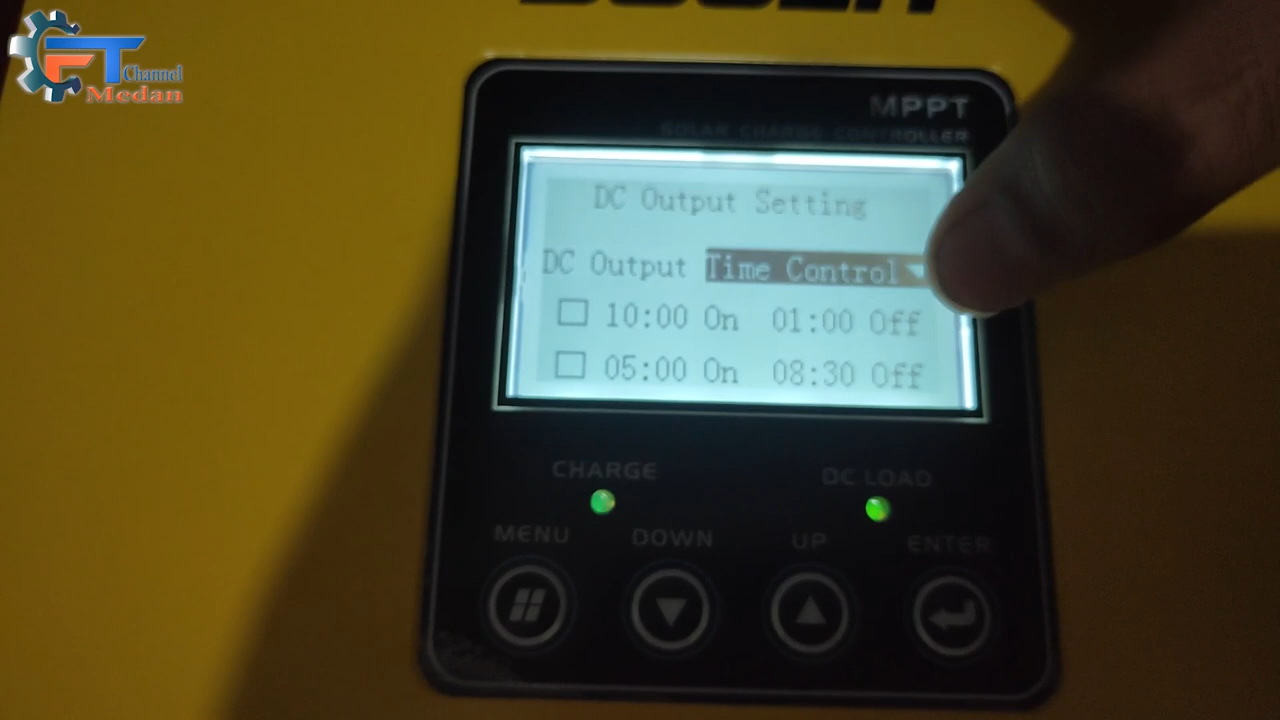 FT Channel
Medan
MPPT
SOLAR CHARGE CONTROLLER
DC Output Setting
DC Output Time Control
10:00 On 01:00 Off
05:00 On 08:30 Off
CHARGE DC LOAD
MENU DOWN UP ENTER